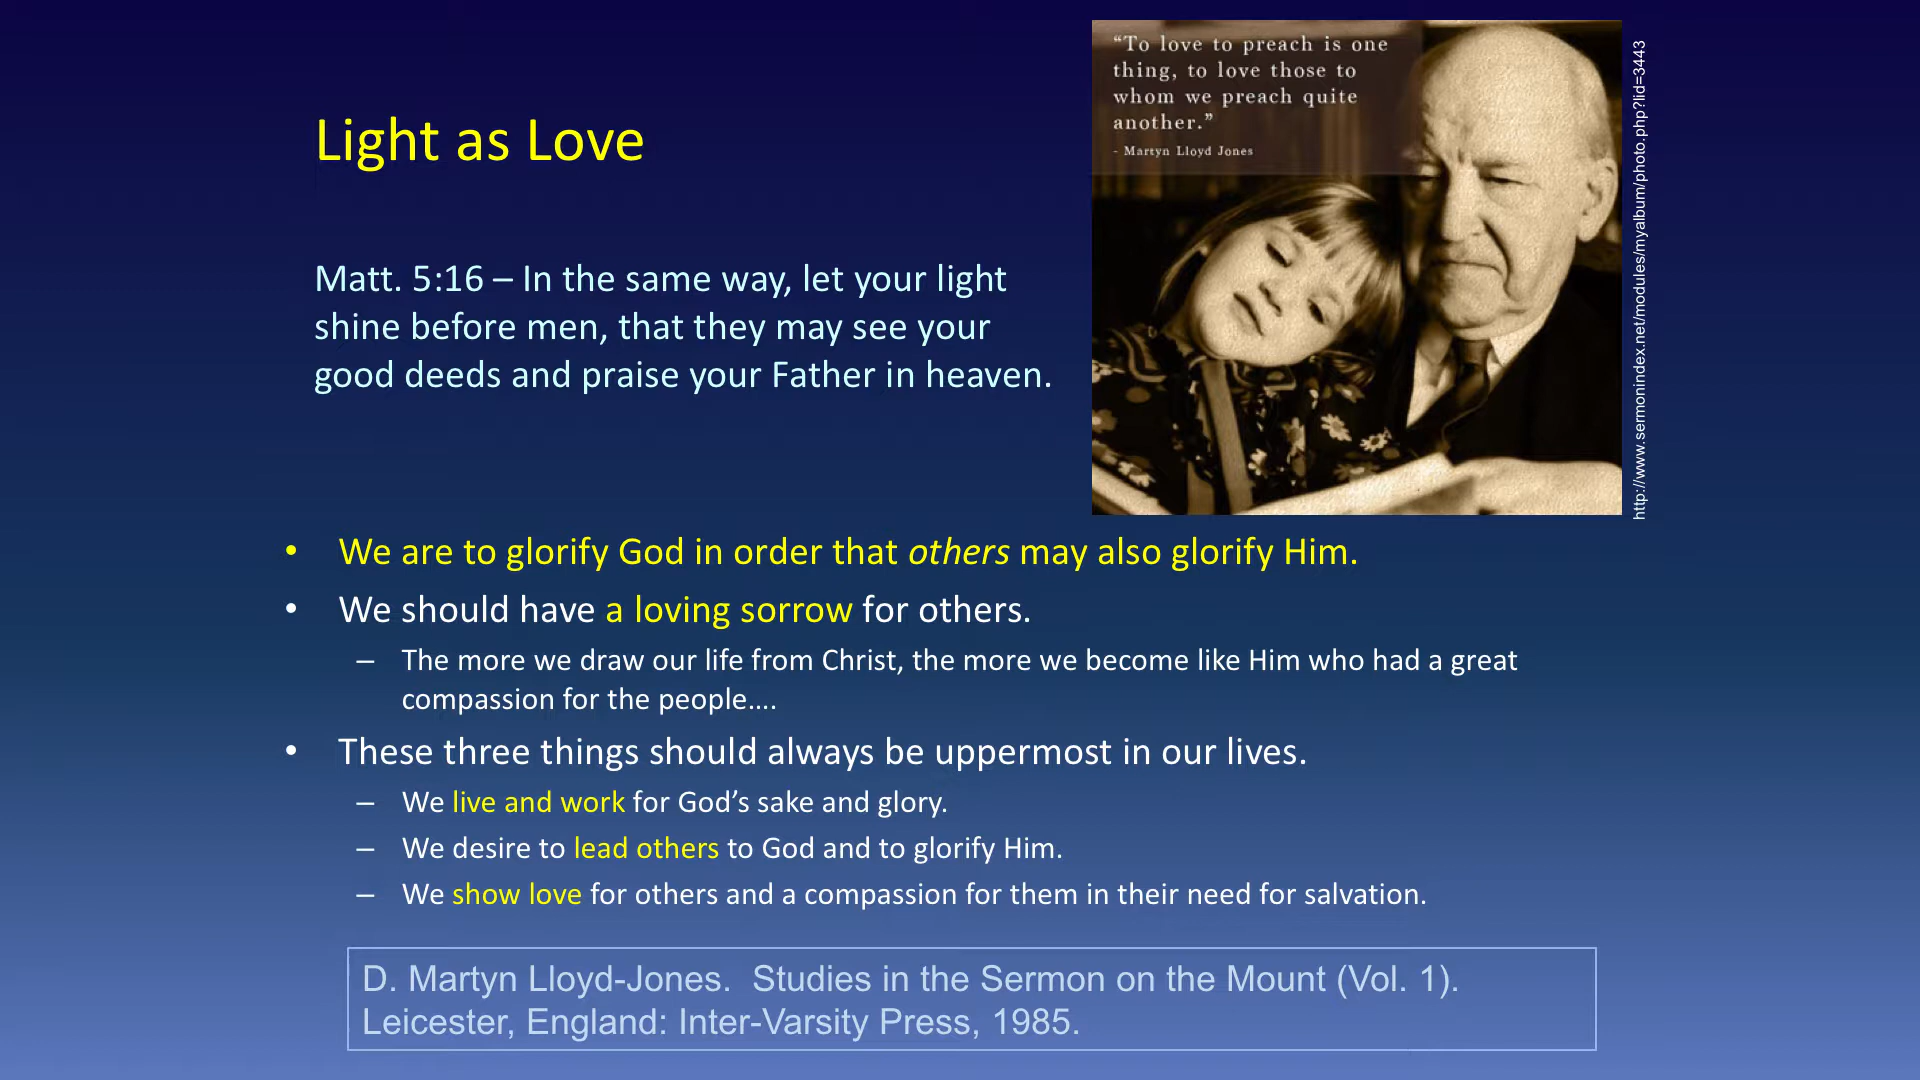 Light as Love
Matt. 5:16 – In the same way, let your light
shine before men, that they may see your
good deeds and praise your Father in heaven.
“To love to preach is one
thing, to love those to
whom we preach quite
another.”
- Martyn Lloyd Jones
http://www.sermonindex.net/modules/myalbum/photo.php?lid=3443
• We are to glorify God in order that others may also glorify Him.
• We should have a loving sorrow for others.
– The more we draw our life from Christ, the more we become like Him who had a great
compassion for the people….
• These three things should always be uppermost in our lives.
– We live and work for God’s sake and glory.
– We desire to lead others to God and to glorify Him.
– We show love for others and a compassion for them in their need for salvation.
D. Martyn Lloyd-Jones.  Studies in the Sermon on the Mount (Vol. 1).
Leicester, England: Inter-Varsity Press, 1985.